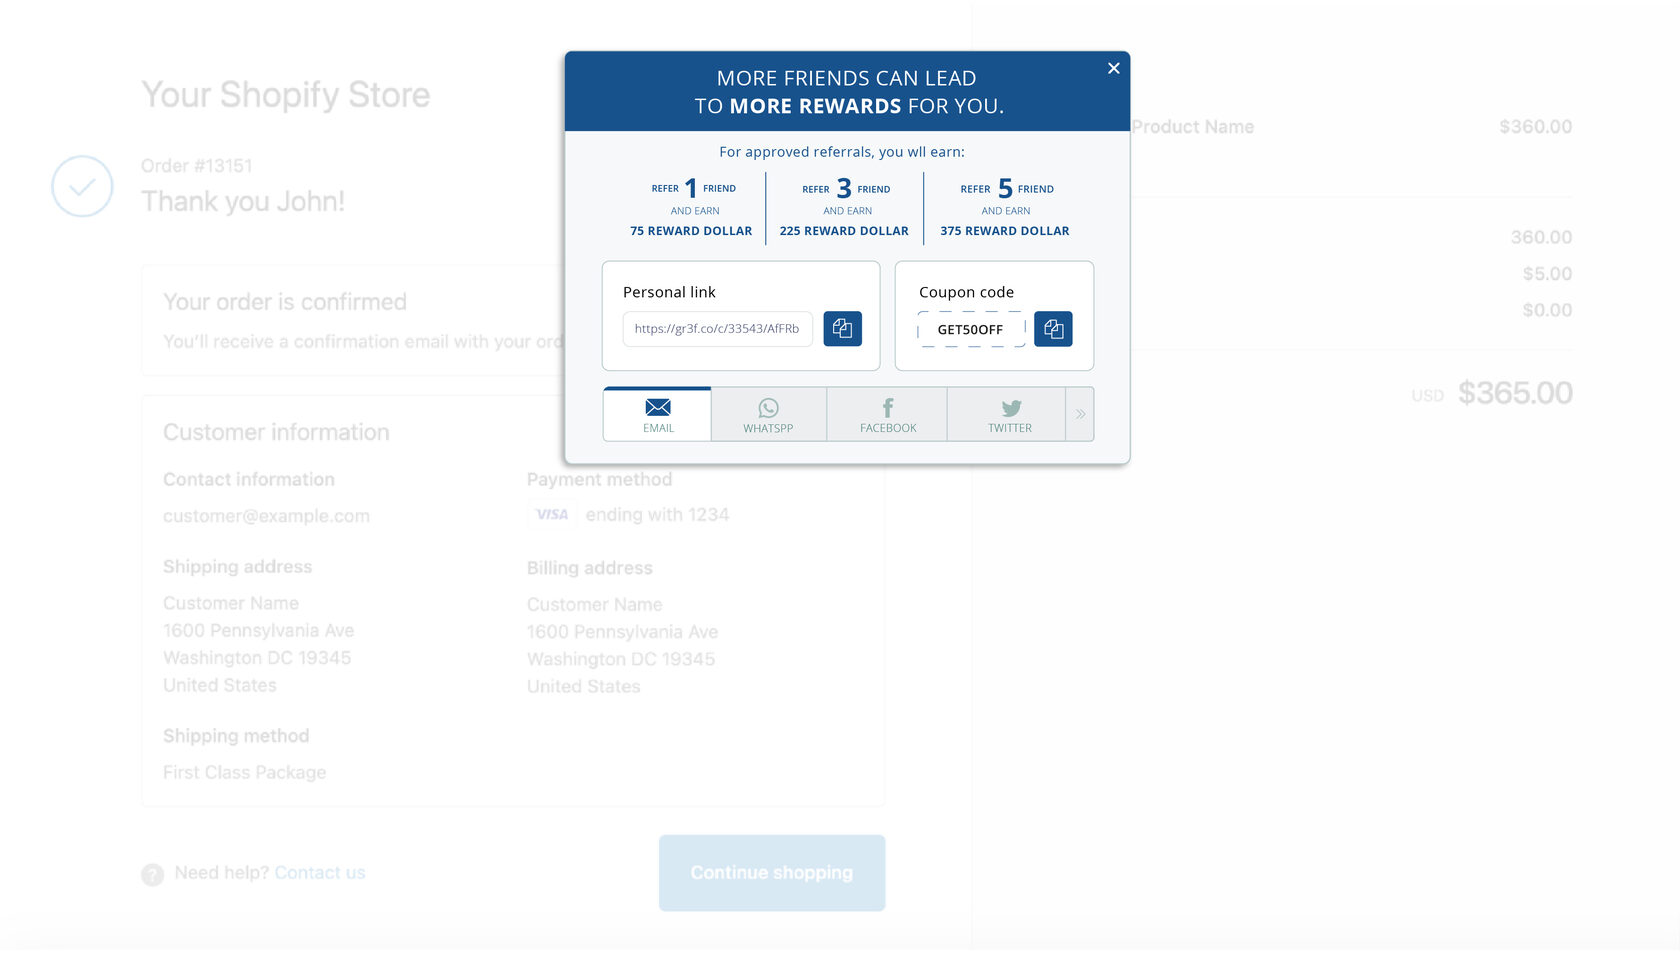 MORE FRIENDS CAN LEAD
TO MORE REWARDS FOR YOU.
For approved referrals, you wll earn:
REFER 1 FRIEND
AND EARN
75 REWARD DOLLAR
REFER 3 FRIEND
AND EARN
225 REWARD DOLLAR
REFER 5 FRIEND
AND EARN
375 REWARD DOLLAR
Personal link
https://gr3f.co/c/33543/AfFRb
Coupon code
GET50OFF
EMAIL
WHATSPP
FACEBOOK
TWITTER
Your Shopify Store
Order #13151
Thank you John!
Your order is confirmed
You'll receive a confirmation email with your ord
Customer information
Contact information
customer@example.com
Payment method
VISA ending with 1234
Shipping address
Customer Name
1600 Pennsylvania Ave
Washington DC 19345
United States
Billing address
Customer Name
1600 Pennsylvania Ave
Washington DC 19345
United States
Shipping method
First Class Package
? Need help? Contact us
Continue shopping
Product Name $360.00
360.00
$5.00
$0.00
USD $365.00